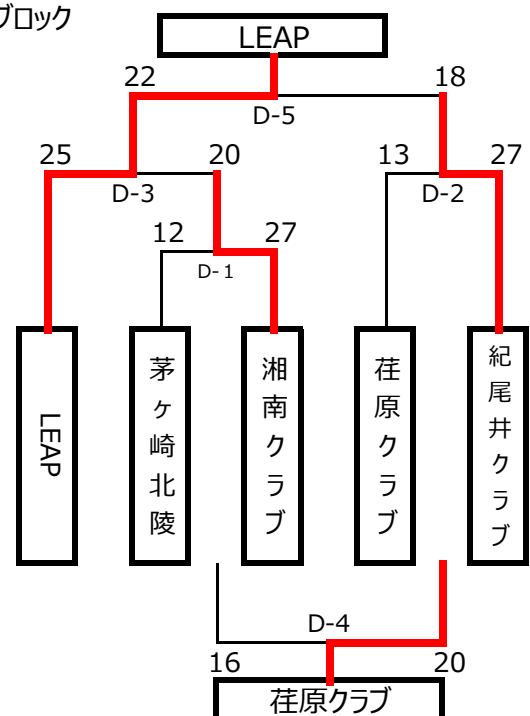 ブロック
LEAP
22 18
D-5
25 20 13 27
D-3 D-2
12 27
D-1
LEAP
茅ヶ崎北陵
湘南クラブ
荏原クラブ
紀尾井クラブ
D-4
16 20
荏原クラブ